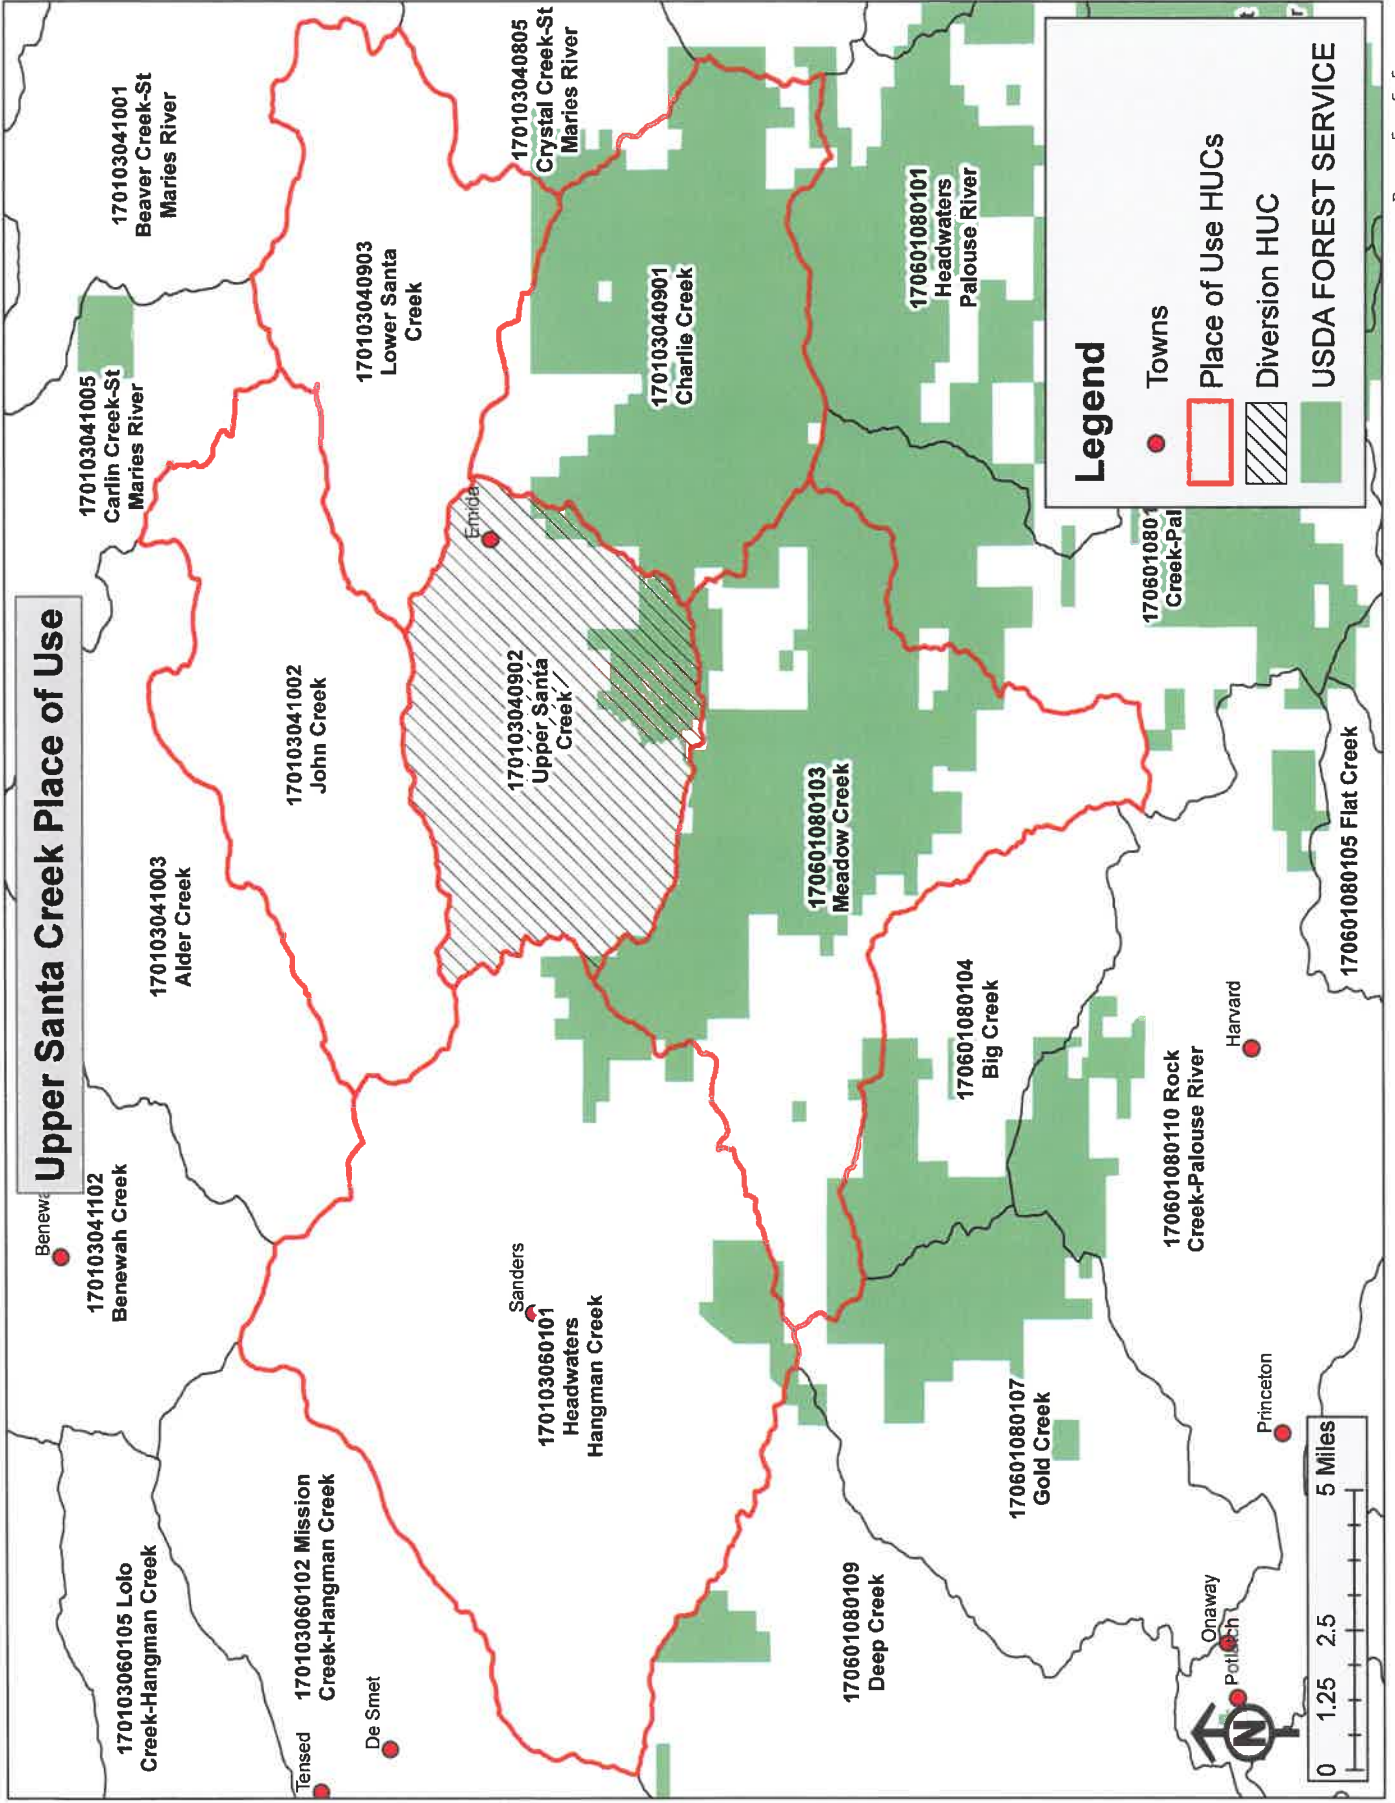 Upper Santa Creek Place of Use
170103060105 Lolo
Creek-Hangman Creek
170103041102
Benewah Creek
170103041003
Alder Creek
170103041005
Carlin Creek-St
Maries River
170103041001
Beaver Creek-St
Maries River
Tensed
De Smet
170103060102 Mission
Creek-Hangman Creek
170103041002
John Creek
170103040903
Lower Santa
Creek
Sanders
170103060101
Headwaters
Hangman Creek
170103040902
Upper Santa
Creek
Emida
170103040805
Crystal Creek-St
Maries River
170103040901
Charlie Creek
170601080109
Deep Creek
170601080103
Meadow Creek
170601080101
Headwaters
Palouse River
170601080107
Gold Creek
170601080104
Big Creek
170601080110 Rock
Creek-Palouse River
Harvard
Princeton
Onaway
Potlatch
170601080105 Flat Creek
Legend
Towns
Place of Use HUCs
Diversion HUC
USDA FOREST SERVICE
N
0 1.25 2.5 5 Miles